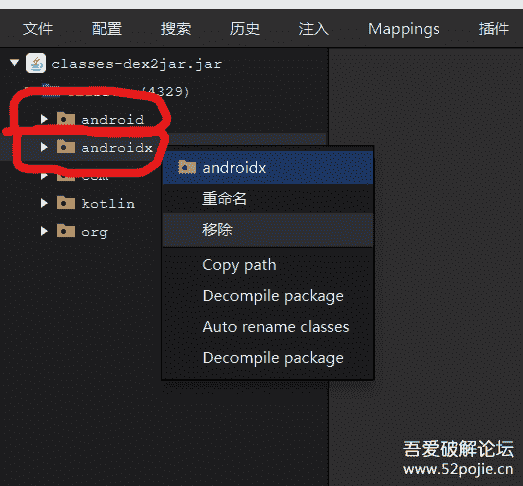 文件 配置 搜索 历史 注入 Mappings 插件
classes-dex2jar.jar
(4329)
android
androidx
com
kotlin
org
androidx
重命名
移除
Copy path
Decompile package
Auto rename classes
Decompile package
吾爱破解论坛
www.52pojie.cn